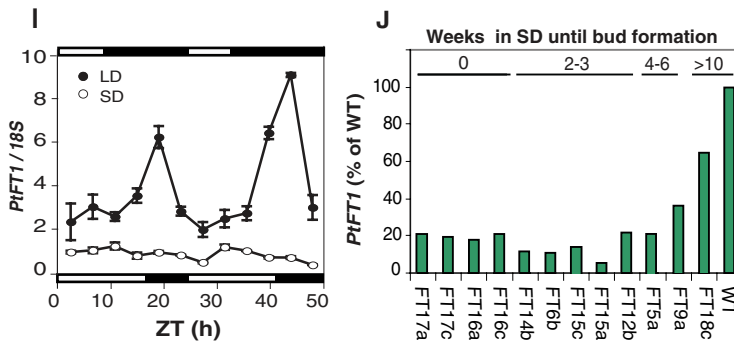 I
PtFT1 / 18S
10
8
6
4
2
0
LD
SD
0 10 20 30 40 50
ZT (h)
J
Weeks in SD until bud formation
0 2-3 4-6 >10
PtFT1 (% of WT)
100
80
60
40
20
0
FT17a
FT17c
FT16a
FT16c
FT14b
FT6b
FT15c
FT15a
FT12b
FT5a
FT9a
FT18c
WT